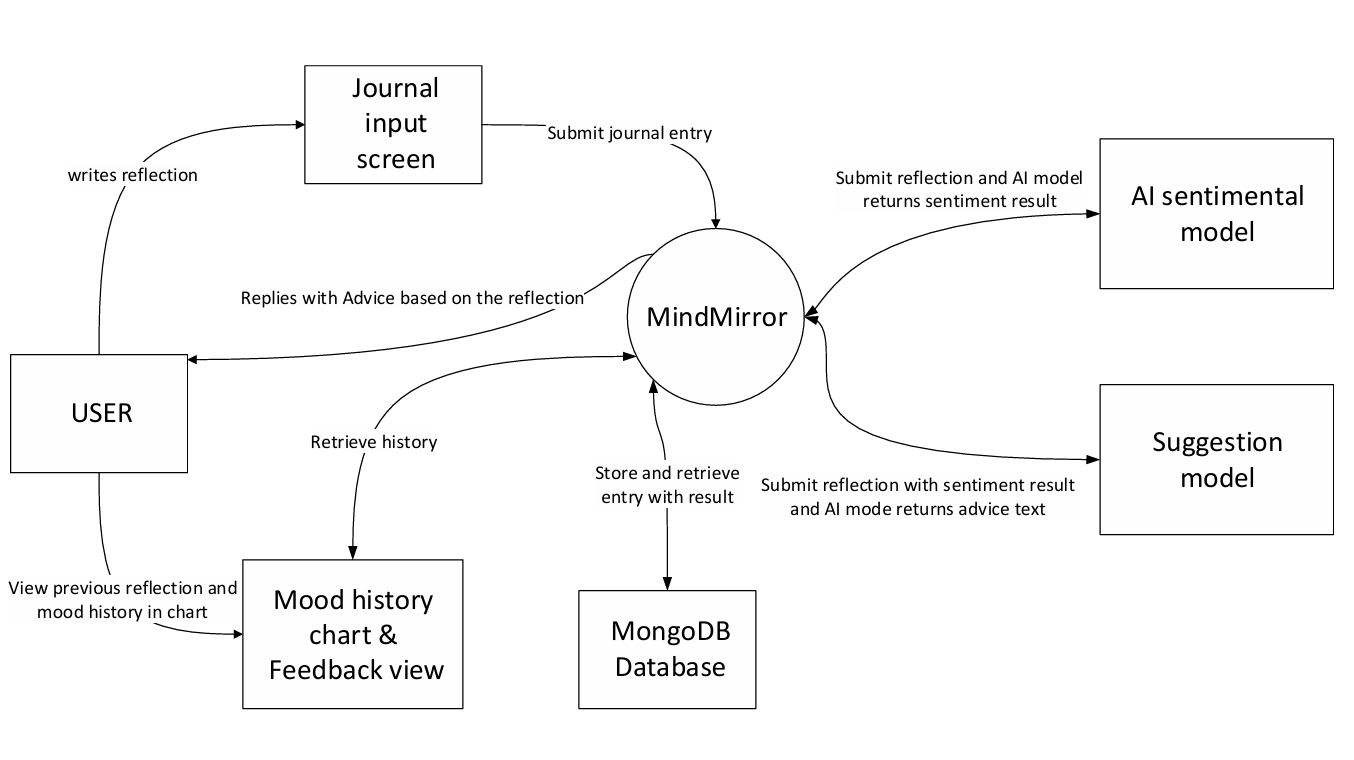 Journal
input
screen
Submit journal entry
writes reflection
Submit reflection and AI model
returns sentiment result
AI sentimental
model
Replies with Advice based on the reflection
MindMirror
USER
Retrieve history
Store and retrieve
entry with result
Submit reflection with sentiment result
and AI mode returns advice text
Suggestion
model
View previous reflection and
mood history in chart
Mood history
chart &
Feedback view
MongoDB
Database